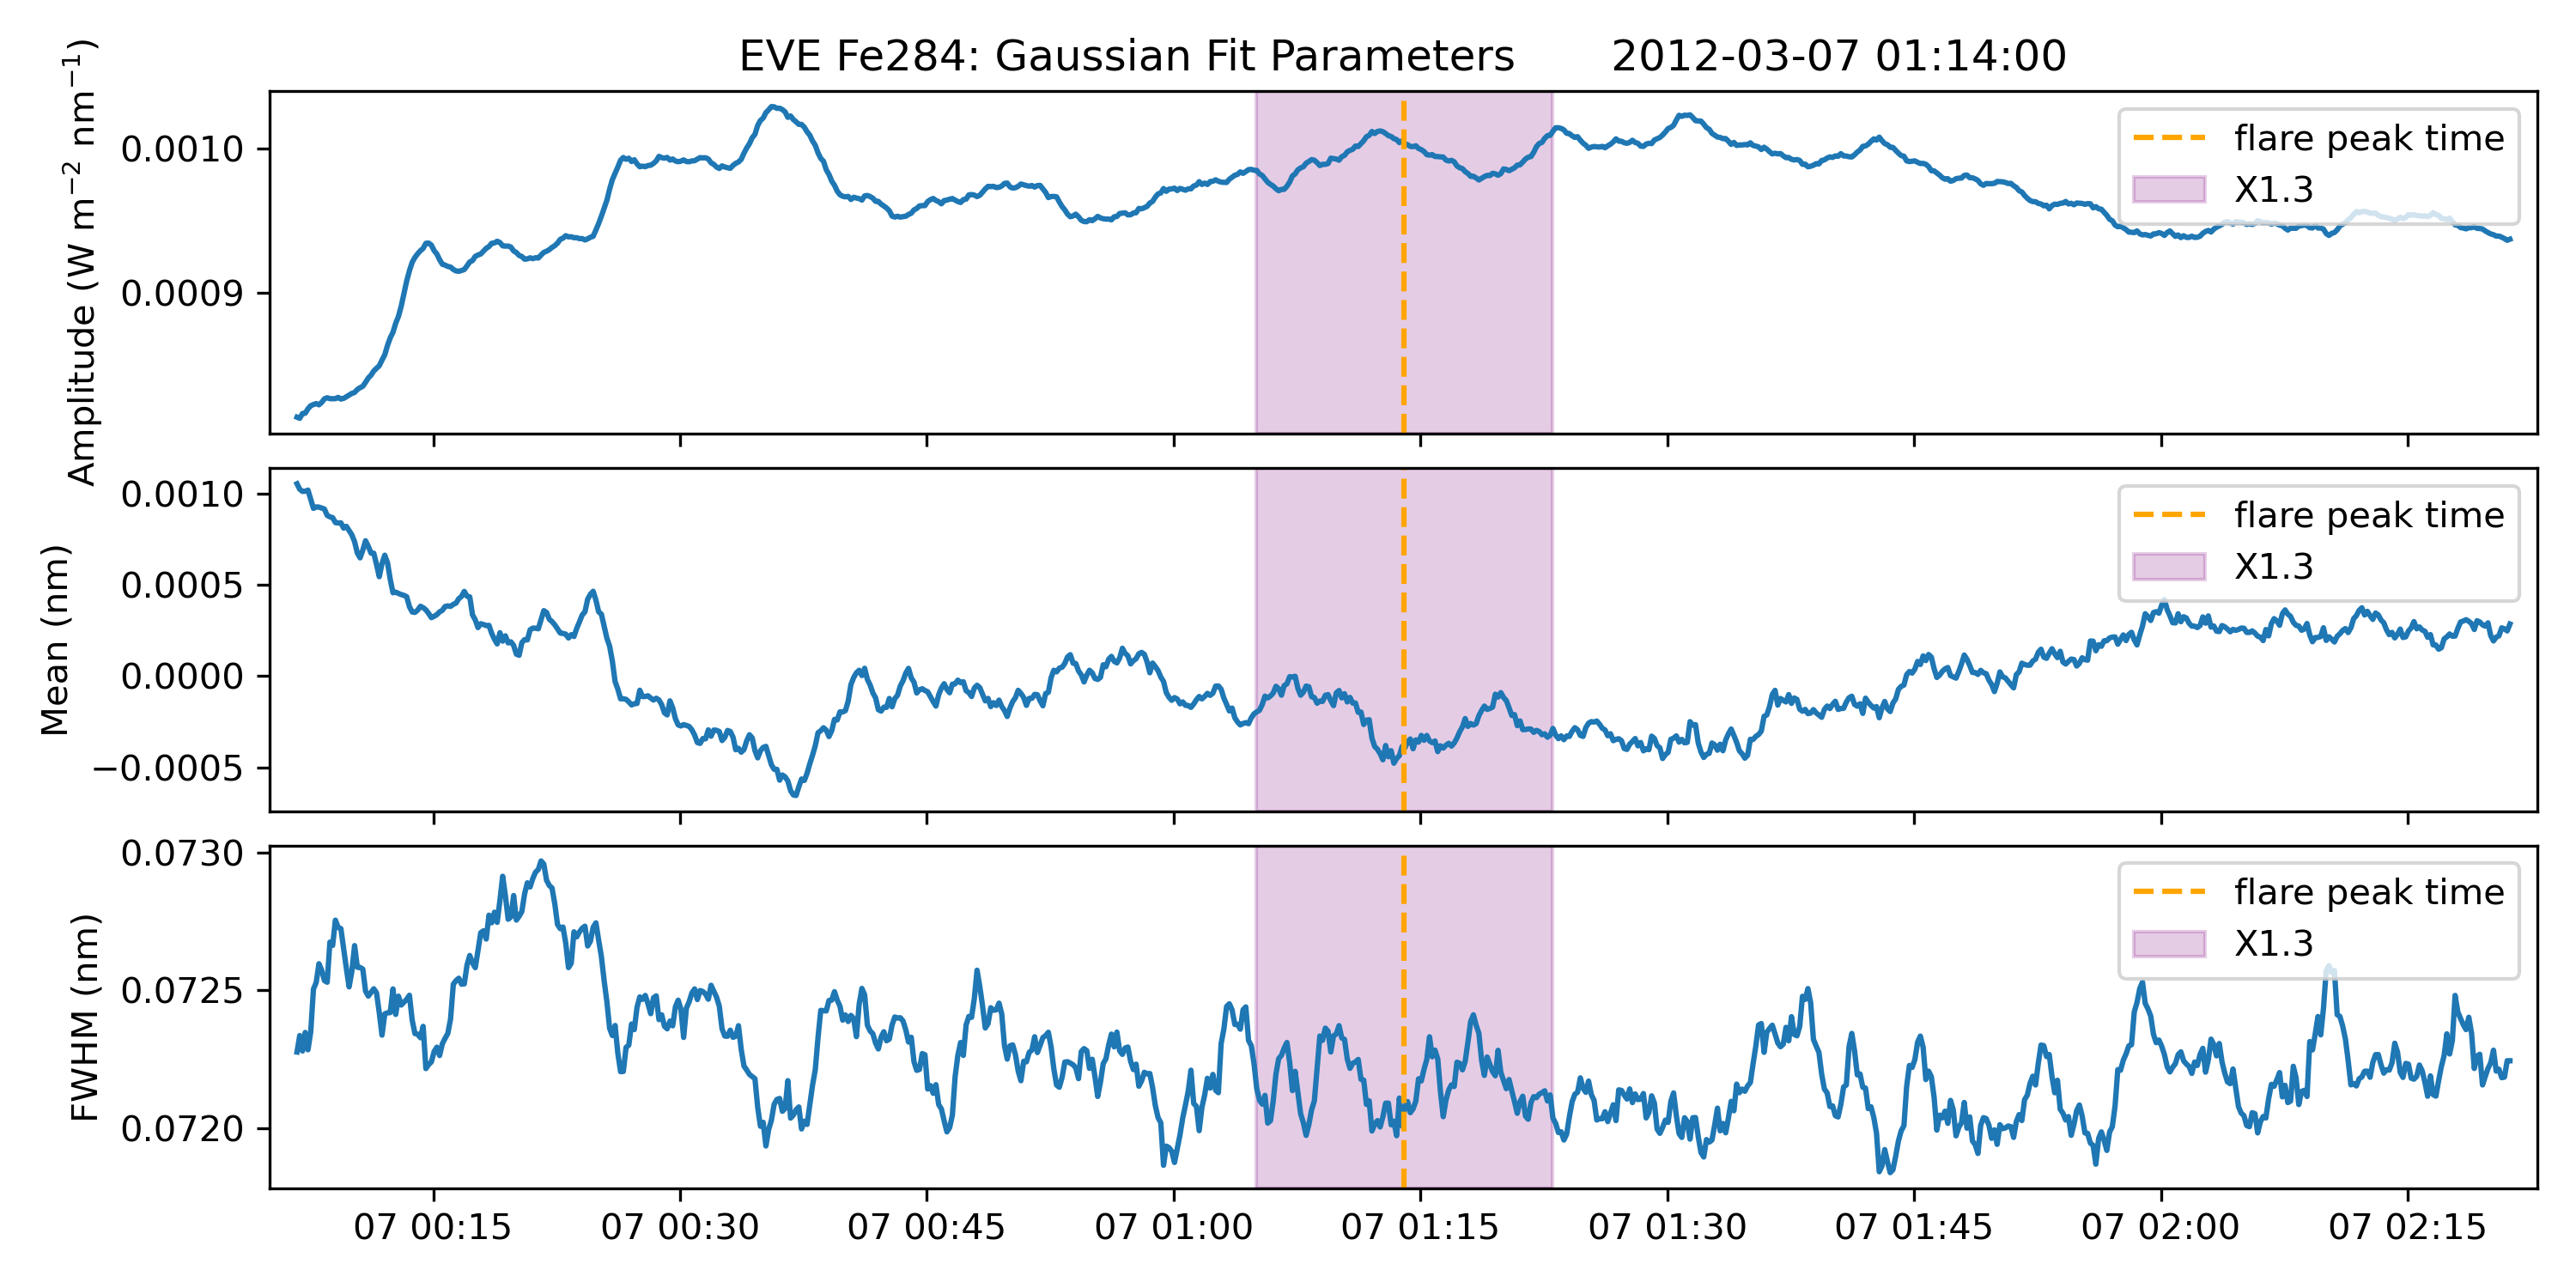 EVE Fe284: Gaussian Fit Parameters 2012-03-07 01:14:00
Amplitude (W m⁻² nm⁻¹)
0.0010
0.0009
flare peak time
X1.3
Mean (nm)
0.0010
0.0005
0.0000
−0.0005
flare peak time
X1.3
FWHM (nm)
0.0730
0.0725
0.0720
flare peak time
X1.3
07 00:15 07 00:30 07 00:45 07 01:00 07 01:15 07 01:30 07 01:45 07 02:00 07 02:15